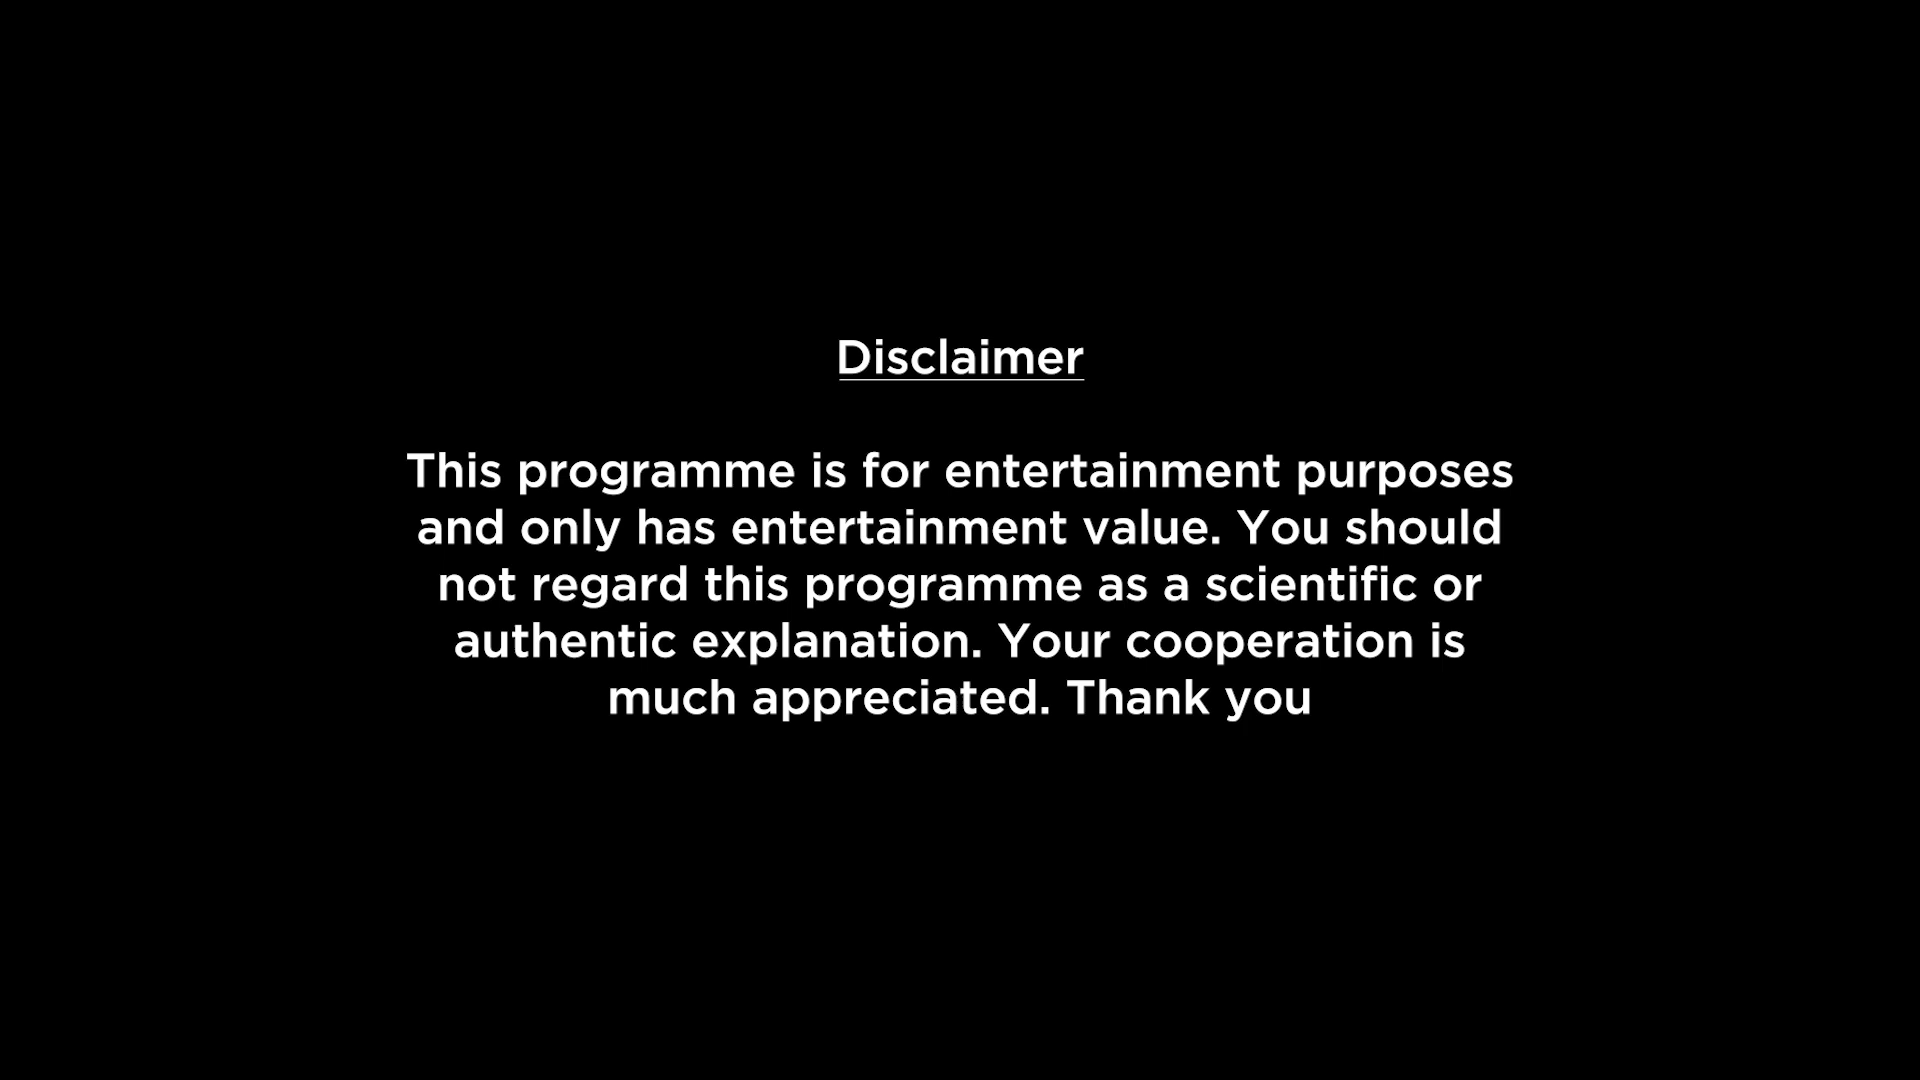 Disclaimer
This programme is for entertainment purposes
and only has entertainment value. You should
not regard this programme as a scientific or
authentic explanation. Your cooperation is
much appreciated. Thank you